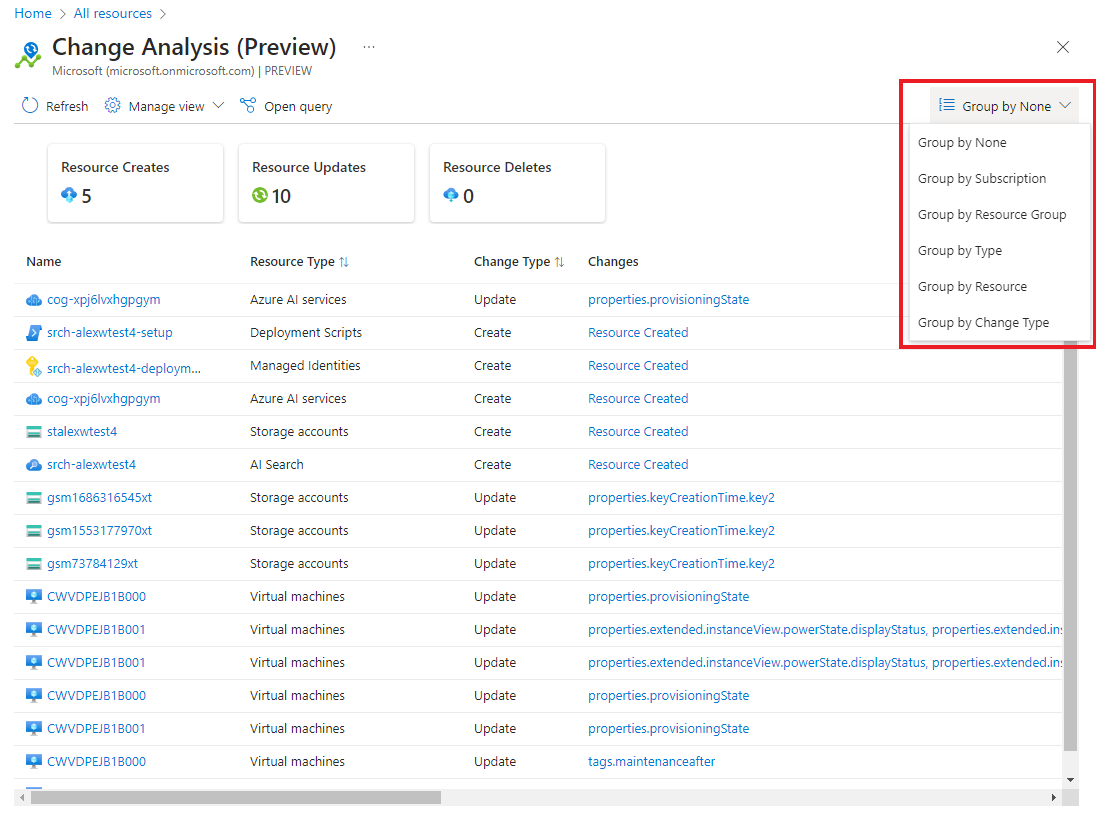 Home > All resources >
Change Analysis (Preview) ...
Microsoft (microsoft.onmicrosoft.com) | PREVIEW
Refresh Manage view Open query Group by None
Group by None
Group by Subscription
Group by Resource Group
Group by Type
Group by Resource
Group by Change Type
Resource Creates
5
Resource Updates
10
Resource Deletes
0
Name Resource Type Change Type Changes
cog-xpj6lvxhgpgym Azure AI services Update properties.provisioningState
srch-alexwtest4-setup Deployment Scripts Create Resource Created
srch-alexwtest4-deploym... Managed Identities Create Resource Created
cog-xpj6lvxhgpgym Azure AI services Create Resource Created
stalexwtest4 Storage accounts Create Resource Created
srch-alexwtest4 AI Search Create Resource Created
gsm1686316545xt Storage accounts Update properties.keyCreationTime.key2
gsm1553177970xt Storage accounts Update properties.keyCreationTime.key2
gsm73784129xt Storage accounts Update properties.keyCreationTime.key2
CWVDPEJB1B000 Virtual machines Update properties.provisioningState
CWVDPEJB1B001 Virtual machines Update properties.extended.instanceView.powerState.displayStatus, properties.extended.ins
CWVDPEJB1B001 Virtual machines Update properties.extended.instanceView.powerState.displayStatus, properties.extended.ins
CWVDPEJB1B000 Virtual machines Update properties.provisioningState
CWVDPEJB1B001 Virtual machines Update properties.provisioningState
CWVDPEJB1B000 Virtual machines Update tags.maintenanceafter